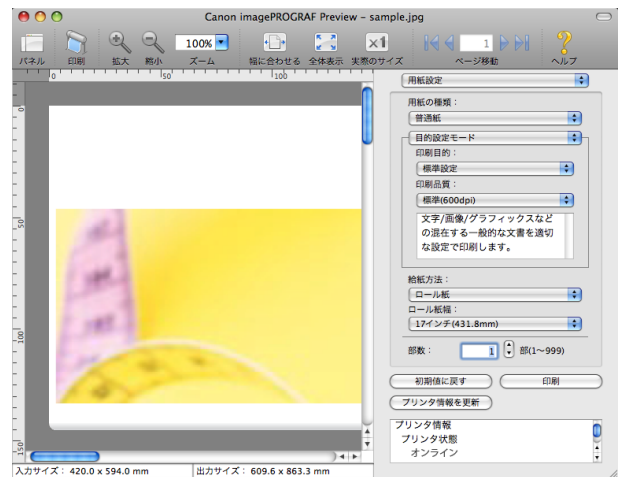 Canon imagePROGRAF Preview – sample.jpg
100%
×1
1
パネル 印刷 拡大 縮小 ズーム 幅に合わせる 全体表示 実際のサイズ ページ移動 ヘルプ
0 50 100
用紙設定
用紙の種類：
普通紙
目的設定モード
印刷目的：
標準設定
印刷品質：
標準(600dpi)
文字/画像/グラフィックスなど
の混在する一般的な文書を適切
な設定で印刷します。
給紙方法：
ロール紙
ロール紙幅：
17インチ(431.8mm)
部数： 1 部(1〜999)
初期値に戻す 印刷
プリンタ情報を更新
プリンタ情報
プリンタ状態
オンライン
0
50
100
150
入力サイズ： 420.0 x 594.0 mm 出力サイズ： 609.6 x 863.3 mm